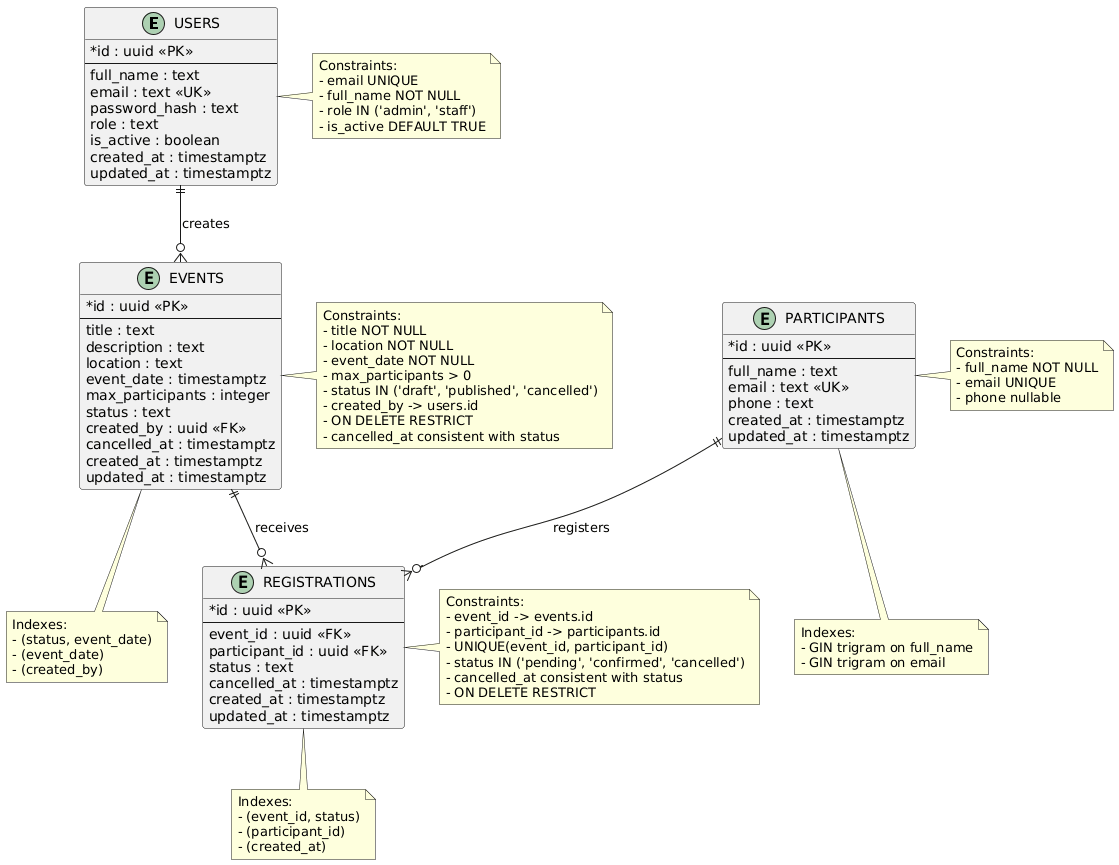 E USERS
*id : uuid «PK»
full_name : text
email : text «UK»
password_hash : text
role : text
is_active : boolean
created_at : timestamptz
updated_at : timestamptz
Constraints:
- email UNIQUE
- full_name NOT NULL
- role IN ('admin', 'staff')
- is_active DEFAULT TRUE
creates
E EVENTS
*id : uuid «PK»
title : text
description : text
location : text
event_date : timestamptz
max_participants : integer
status : text
created_by : uuid «FK»
cancelled_at : timestamptz
created_at : timestamptz
updated_at : timestamptz
Constraints:
- title NOT NULL
- location NOT NULL
- event_date NOT NULL
- max_participants > 0
- status IN ('draft', 'published', 'cancelled')
- created_by -> users.id
- ON DELETE RESTRICT
- cancelled_at consistent with status
E PARTICIPANTS
*id : uuid «PK»
full_name : text
email : text «UK»
phone : text
created_at : timestamptz
updated_at : timestamptz
Constraints:
- full_name NOT NULL
- email UNIQUE
- phone nullable
receives
registers
Indexes:
- (status, event_date)
- (event_date)
- (created_by)
E REGISTRATIONS
*id : uuid «PK»
event_id : uuid «FK»
participant_id : uuid «FK»
status : text
cancelled_at : timestamptz
created_at : timestamptz
updated_at : timestamptz
Constraints:
- event_id -> events.id
- participant_id -> participants.id
- UNIQUE(event_id, participant_id)
- status IN ('pending', 'confirmed', 'cancelled')
- cancelled_at consistent with status
- ON DELETE RESTRICT
Indexes:
- GIN trigram on full_name
- GIN trigram on email
Indexes:
- (event_id, status)
- (participant_id)
- (created_at)